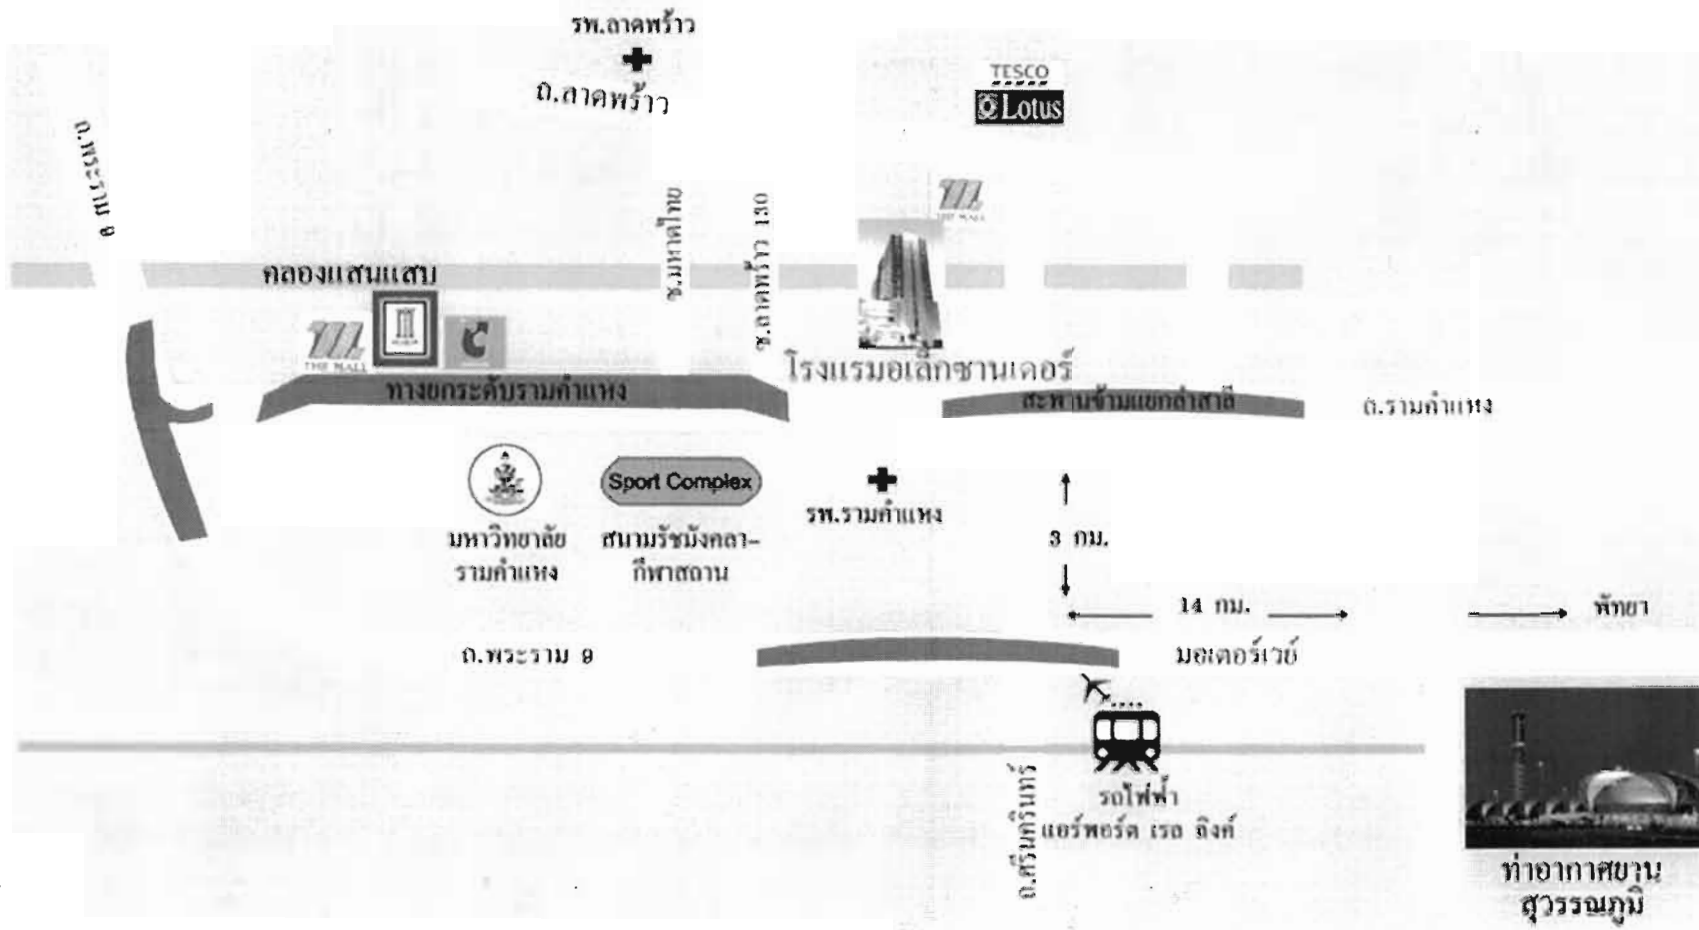 รพ.ลาดพร้าว
ถ.ลาดพร้าว
TESCO
Lotus
ถ.พระราม 9
ซ.มหาดไทย
ซ.ลาดพร้าว 130
THE MALL
คลองแสนแสบ
THE MALL
โรงแรมอเล็กซานเดอร์
ทางยกระดับรามคำแหง
สะพานข้ามแยกลำสาลี
ถ.รามคำแหง
Sport Complex
รพ.รามคำแหง
มหาวิทยาลัย
รามคำแหง
สนามรัชมังคลา-
กีฬาสถาน
3 กม.
14 กม.
พัทยา
ถ.พระราม 9
มอเตอร์เวย์
ถ.ศรีนครินทร์
รถไฟฟ้า
แอร์พอร์ต เรล ลิงค์
ท่าอากาศยาน
สุวรรณภูมิ